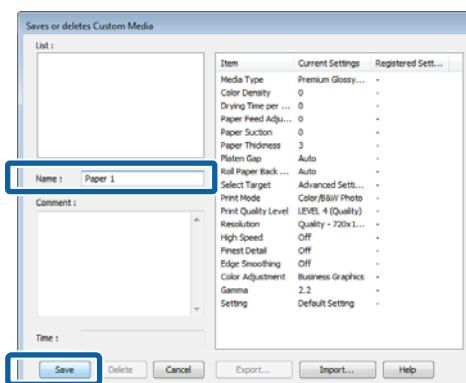 Saves or deletes Custom Media
List :
Item Current Settings Registered Sett...
Media Type Premium Glossy... -
Color Density 0 -
Drying Time per ... 0 -
Paper Feed Adju... 0 -
Paper Suction 0 -
Paper Thickness 3 -
Platen Gap Auto -
Roll Paper Back ... Auto -
Select Target Advanced Setti... -
Print Mode Color/B&W Photo -
Print Quality Level LEVEL 4 (Quality) -
Resolution Quality - 720x1... -
High Speed Off -
Finest Detail Off -
Edge Smoothing Off -
Color Adjustment Business Graphics -
Gamma 2.2 -
Setting Default Setting -
Name : Paper 1
Comment :
Time :
Save Delete Cancel Export... Import... Help